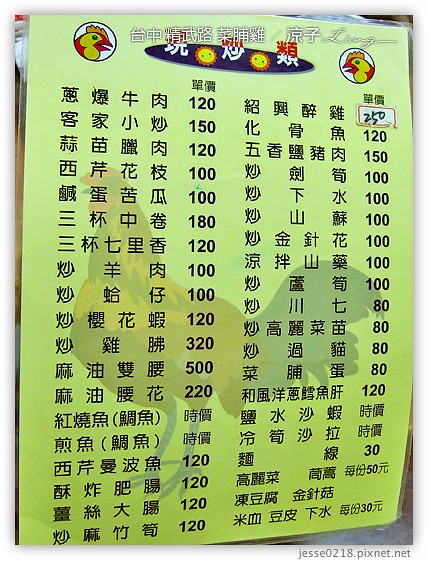 台中 精武路 菜脯雞 / 涼子 Living
現炒類
單價
蔥爆牛肉 120
客家小炒 150
蒜苗臘肉 120
西芹花枝 100
鹹蛋苦瓜 100
三杯中卷 180
三杯七里香 120
炒羊肉 100
炒蛤仔 100
炒櫻花蝦 120
炒雞胇 320
麻油雙腰 500
麻油腰花 220
紅燒魚(鯛魚) 時價
煎魚(鯛魚) 時價
西芹曼波魚 120
酥炸肥腸 120
薑絲大腸 120
炒麻竹筍 120
單價
紹興醉雞 250
化骨魚 120
五香鹽豬肉 150
炒劍筍 100
炒下水 100
炒山蘇 100
炒金針花 100
涼拌山藥 100
炒蘆筍 100
炒川七 80
炒高麗菜苗 80
炒過貓 80
菜脯蛋 80
和風洋蔥鱈魚肝 120
鹽水沙蝦 時價
冷筍沙拉 時價
麵線 30
高麗菜 茼蒿 每份50元
凍豆腐 金針菇
米血 豆皮 下水 每份30元
jesse0218.pixnet.net